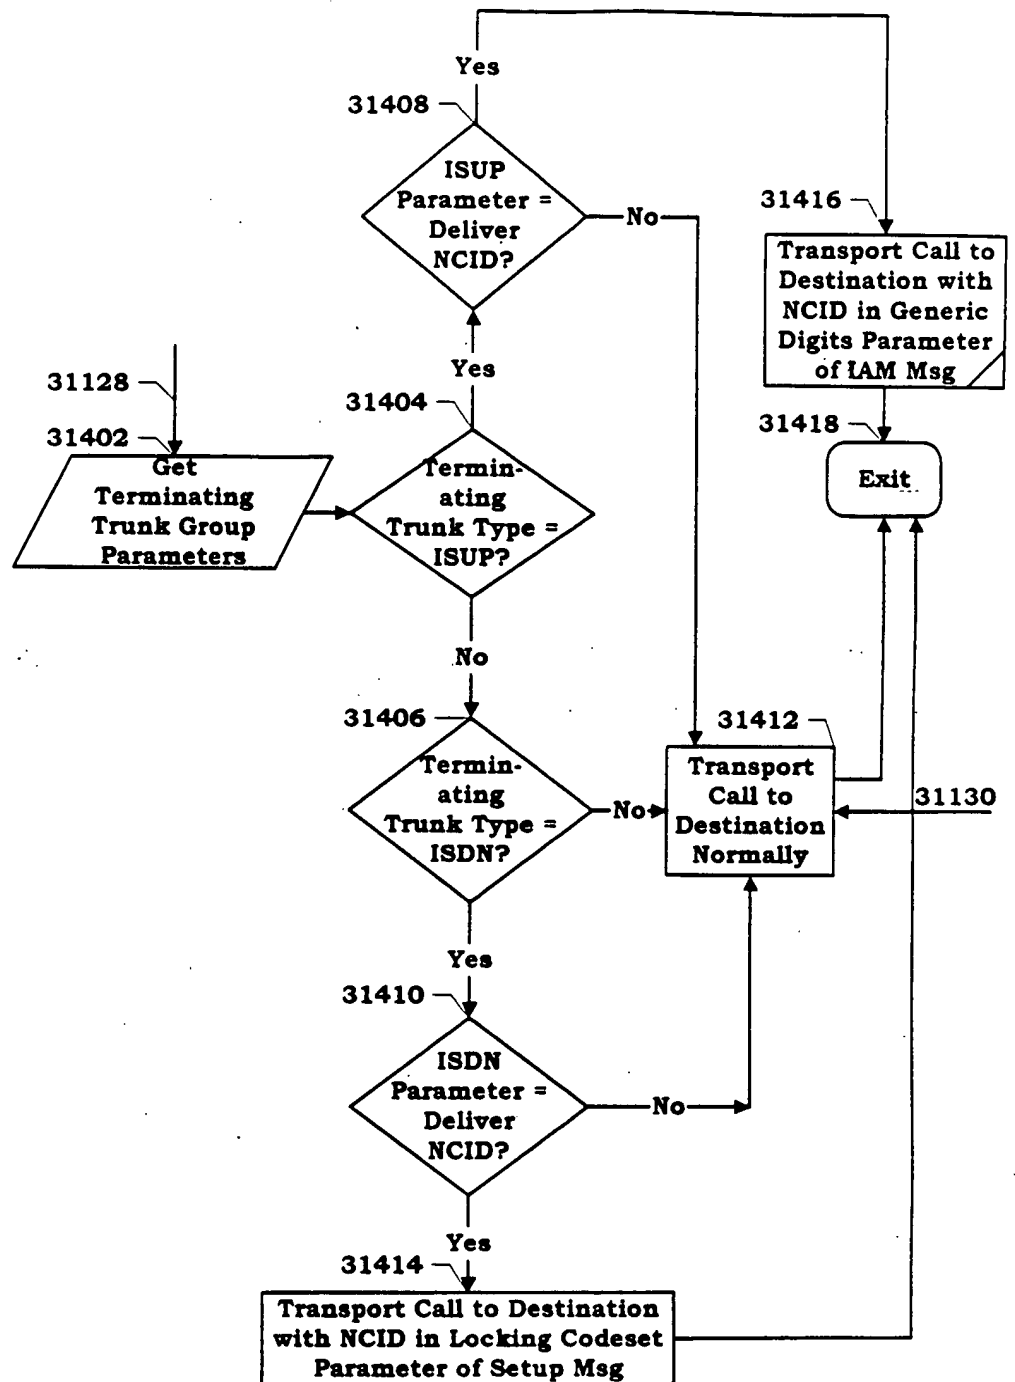 Yes
31408
ISUP
Parameter =
Deliver
NCID?
No
31416
Transport Call to
Destination with
NCID in Generic
Digits Parameter
of IAM Msg
Yes
31128
31404
31418
31402
Get
Terminating
Trunk Group
Parameters
Termin-
ating
Trunk Type =
ISUP?
Exit
No
31406
31412
Termin-
ating
Trunk Type =
ISDN?
No
Transport
Call to
Destination
Normally
31130
Yes
31410
ISDN
Parameter =
Deliver
NCID?
No
Yes
31414
Transport Call to Destination
with NCID in Locking Codeset
Parameter of Setup Msg